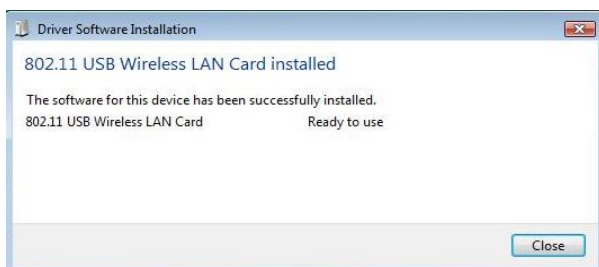 Driver Software Installation
802.11 USB Wireless LAN Card installed
The software for this device has been successfully installed.
802.11 USB Wireless LAN Card Ready to use
Close